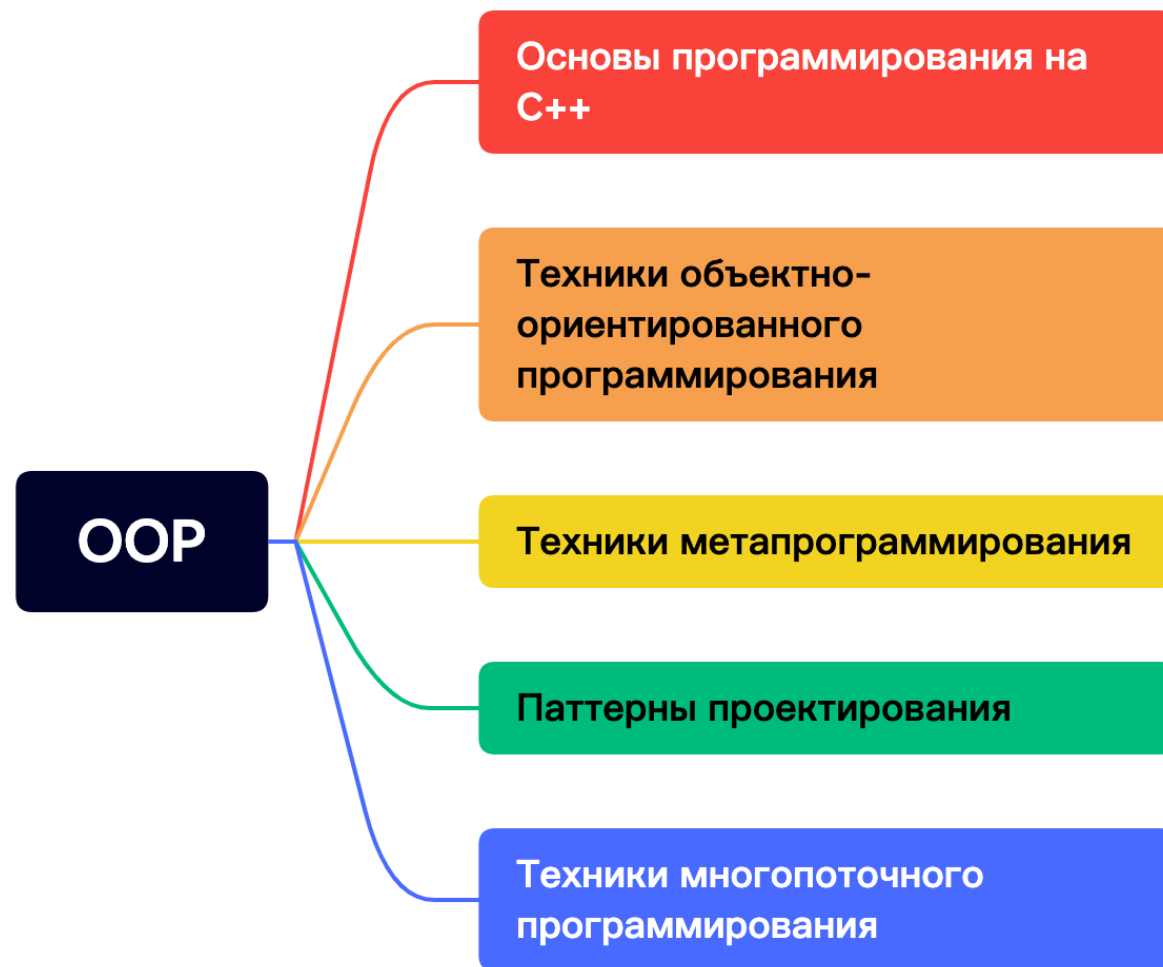 Основы программирования на
C++
Техники объектно-
ориентированного
программирования
OOP
Техники метапрограммирования
Паттерны проектирования
Техники многопоточного
программирования